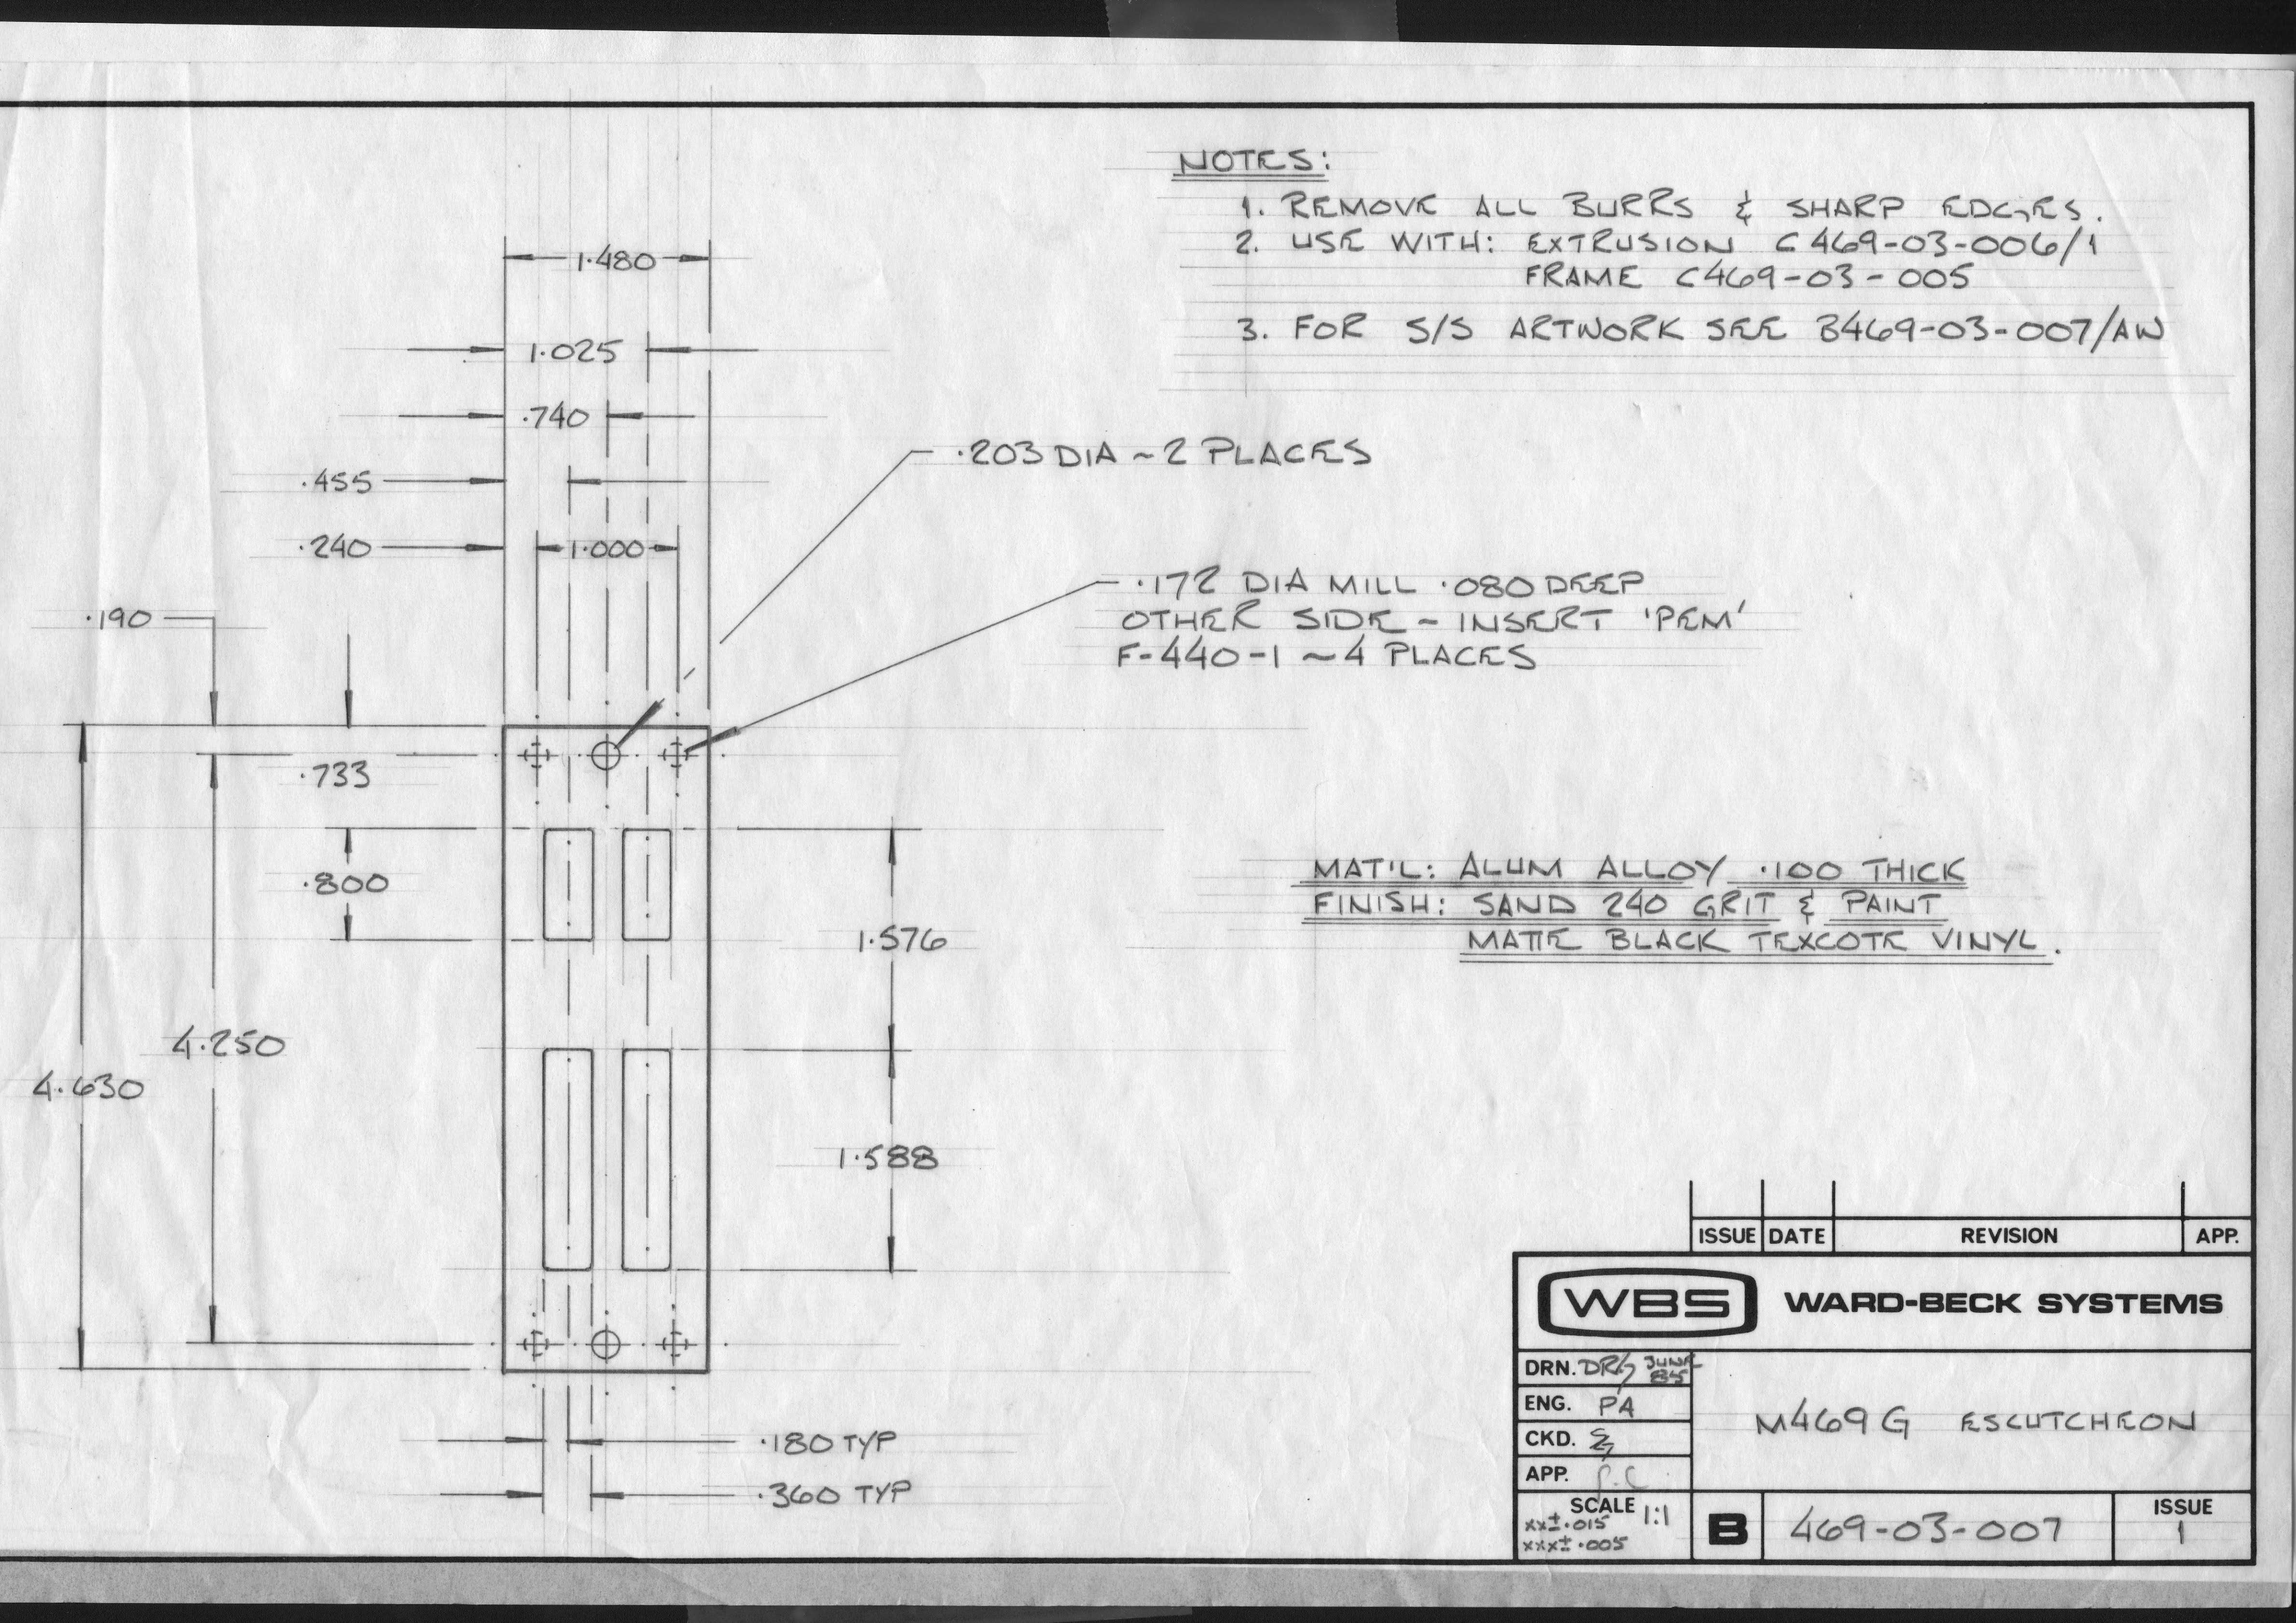 NOTES:
1. REMOVE ALL BURRS & SHARP EDGES.
2. USE WITH: EXTRUSION C469-03-006/1
FRAME C469-03-005
3. FOR S/S ARTWORK SEE B469-03-007/AW
1.480
1.025
.740
.455
.240
1.000
.190
.203 DIA ~ 2 PLACES
.172 DIA MILL .080 DEEP
OTHER SIDE - INSERT 'PEM'
F-440-1 ~ 4 PLACES
.733
.800
MAT'L: ALUM ALLOY .100 THICK
FINISH: SAND 240 GRIT & PAINT
MATTE BLACK TEXCOTE VINYL.
1.576
4.250
4.630
1.588
.180 TYP
.360 TYP
ISSUE DATE REVISION APP.
WBS WARD-BECK SYSTEMS
DRN. DRG JUNE 85
ENG. PA
CKD.
APP.
M469G ESCUTCHEON
SCALE 1:1
xx±.015
xxx±.005
B 469-03-007
ISSUE
1